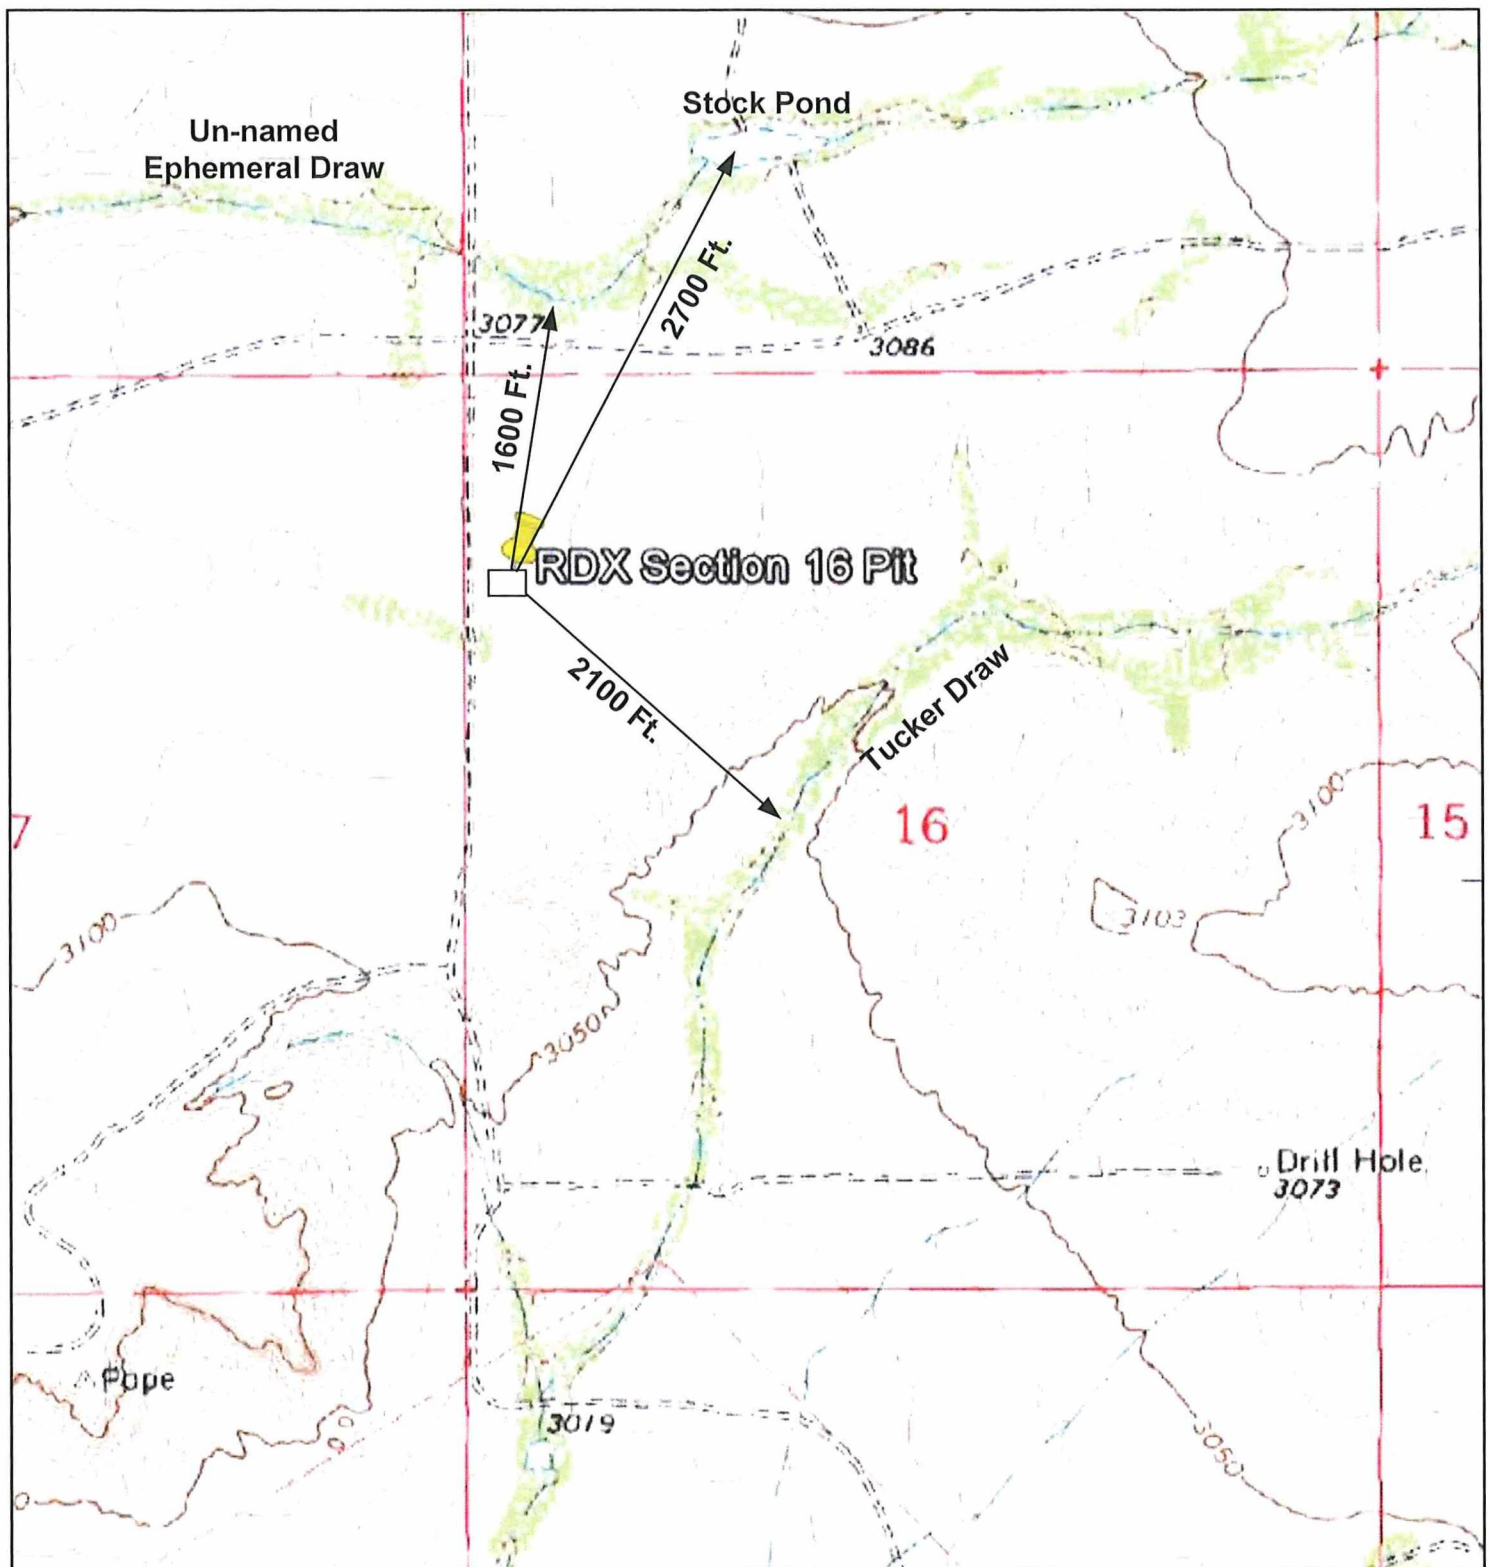 Stock Pond
Un-named
Ephemeral Draw
2700 Ft.
3077
3086
1600 Ft.
RDX Section 16 Pit
2100 Ft.
Tucker Draw
3100
7
16
15
3100
3103
3050
Drill Hole
3073
Pope
3019
3050
0